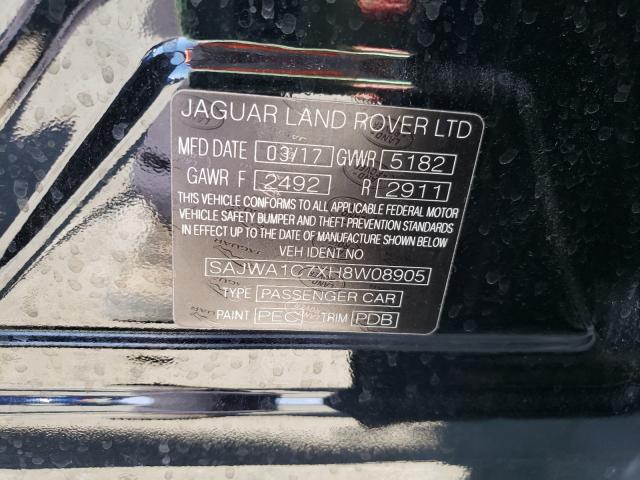 JAGUAR LAND ROVER LTD
MFD DATE 03/17 GVWR 5182
GAWR F 2492 R 2911
THIS VEHICLE CONFORMS TO ALL APPLICABLE FEDERAL MOTOR
VEHICLE SAFETY BUMPER AND THEFT PREVENTION STANDARDS
IN EFFECT UP TO THE DATE OF MANUFACTURE SHOWN BELOW
VEH IDENT NO
SAJWA1C7XH8W08905
TYPE PASSENGER CAR
PAINT PEC TRIM PDB